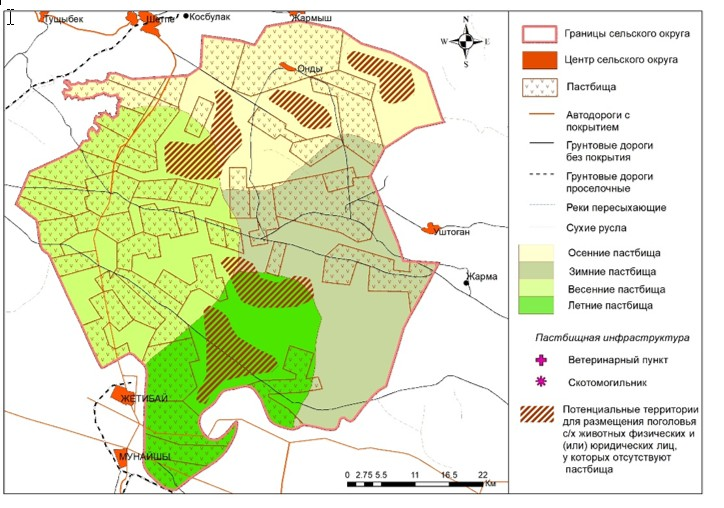 Тущыбек
Шетпе
Косбулак
Жармыш
Онды
Уштоган
Жарма
ЖЕТИБАЙ
МУНАЙШЫ
N
W E
S
0 2.75 5.5 11 16.5 22
Км
Границы сельского округа
Центр сельского округа
Пастбища
Автодороги с
покрытием
Грунтовые дороги
без покрытия
Грунтовые дороги
проселочные
Реки пересыхающие
Сухие русла
Осенние пастбища
Зимние пастбища
Весенние пастбища
Летние пастбища
Пастбищная инфраструктура
Ветеринарный пункт
Скотомогильник
Потенциальные территории
для размещения поголовья
с/х животных физических и
(или) юридических лиц,
у которых отсутствуют
пастбища